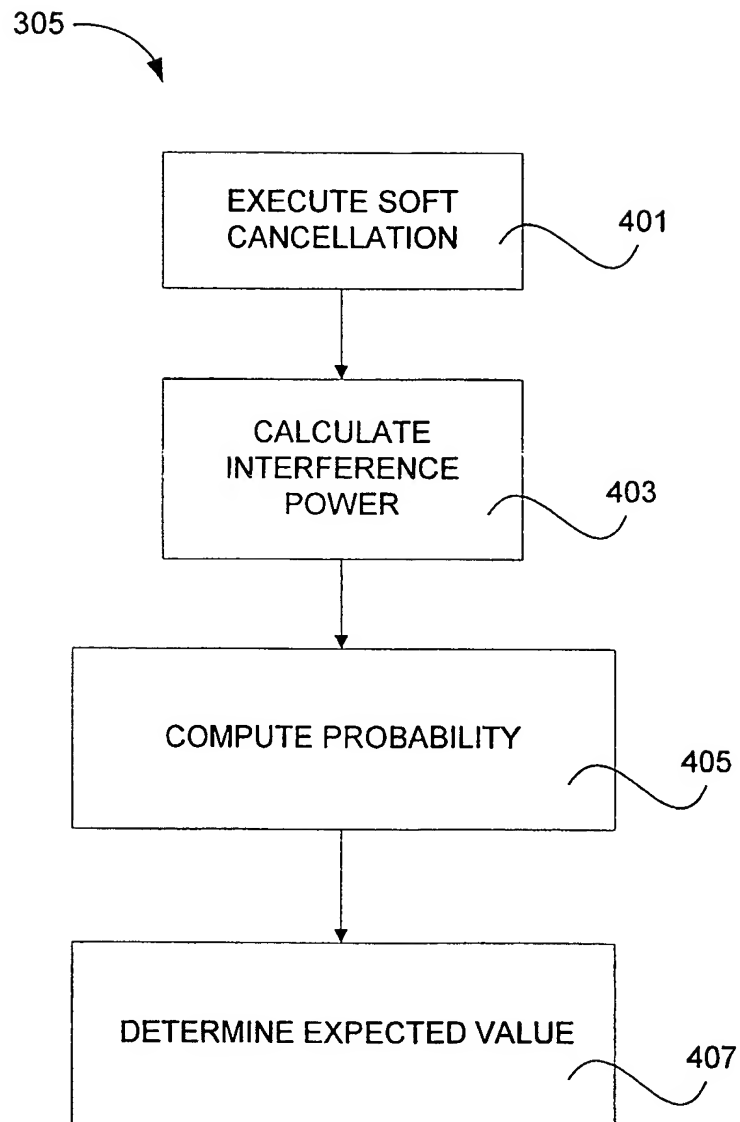 305
EXECUTE SOFT
CANCELLATION
401
CALCULATE
INTERFERENCE
POWER
403
COMPUTE PROBABILITY
405
DETERMINE EXPECTED VALUE
407